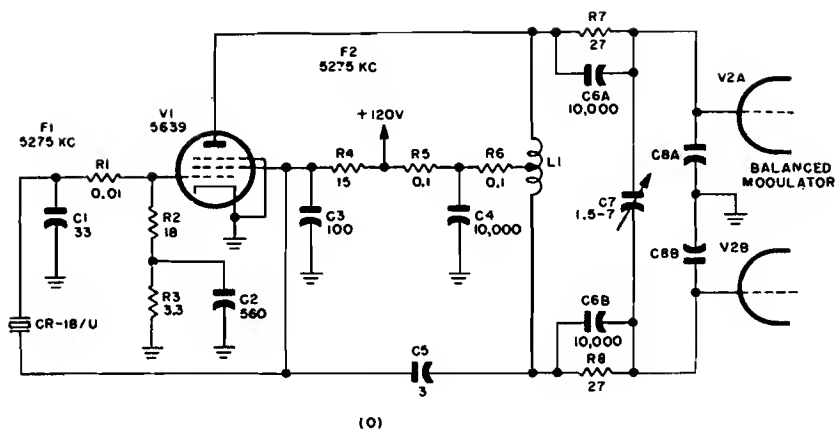 F1
5275 KC
V1
5639
F2
5275 KC
+120V
R1
0.01
C1
33
R2
18
R3
3.3
C2
560
CR-18/U
C3
100
R4
15
R5
0.1
C4
10,000
R6
0.1
L1
C5
3
R7
27
C6A
10,000
C7
1.5-7
C6B
10,000
R8
27
C8A
C8B
V2A
BALANCED
MODULATOR
V2B
(O)